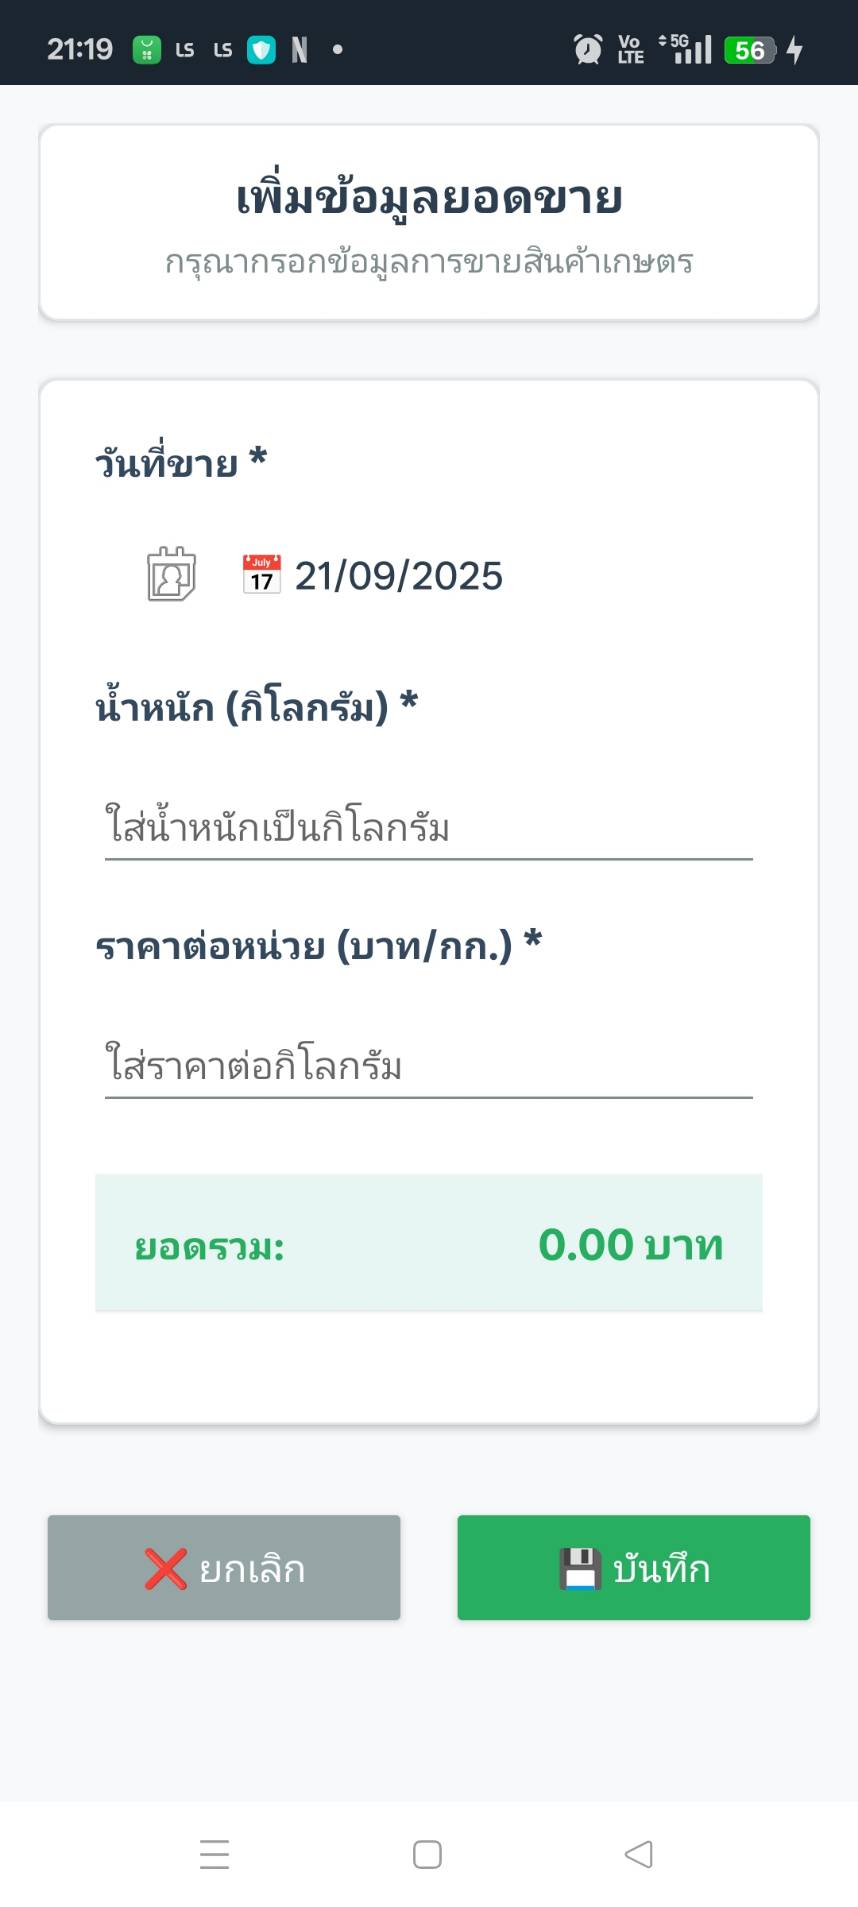 21:19 LS LS N Vo LTE 5G 56
เพิ่มข้อมูลยอดขาย
กรุณากรอกข้อมูลการขายสินค้าเกษตร
วันที่ขาย *
July 17 21/09/2025
น้ำหนัก (กิโลกรัม) *
ใส่น้ำหนักเป็นกิโลกรัม
ราคาต่อหน่วย (บาท/กก.) *
ใส่ราคาต่อกิโลกรัม
ยอดรวม: 0.00 บาท
❌ ยกเลิก 💾 บันทึก